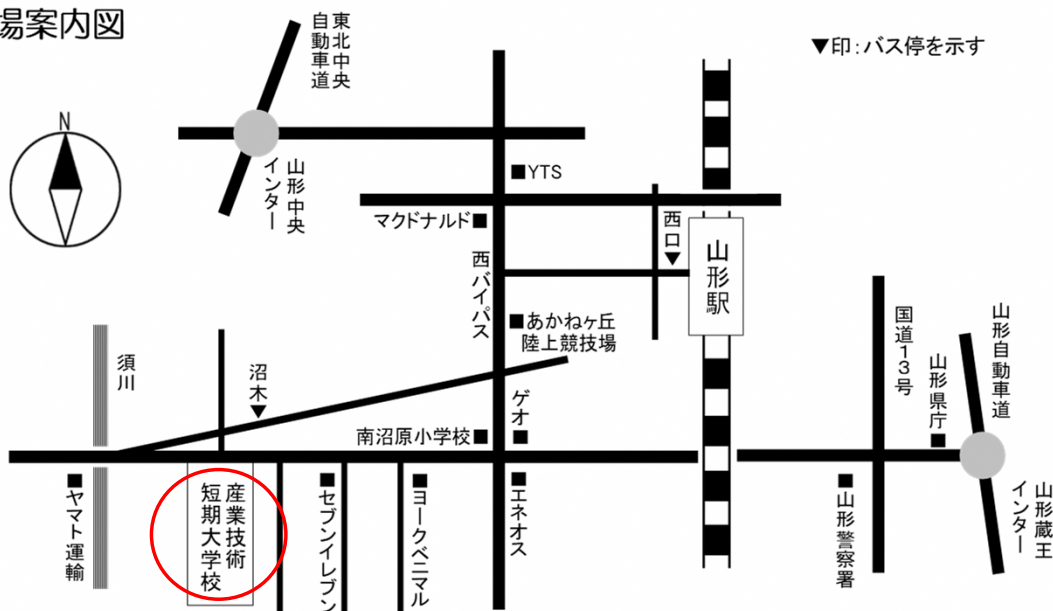 場案内図
東北中央
自動車道
▼印：バス停を示す
N
山形中央
インター
■YTS
マクドナルド■
西口▼
山形駅
西バイパス
■あかねヶ丘
陸上競技場
国道13号
山形自動車道
山形県庁■
須川
沼木▼
ゲオ■
南沼原小学校■
■ヤマト運輸
産業技術
短期大学校
■セブンイレブン
■ヨークベニマル
■エネオス
■山形警察署
山形蔵王
インター